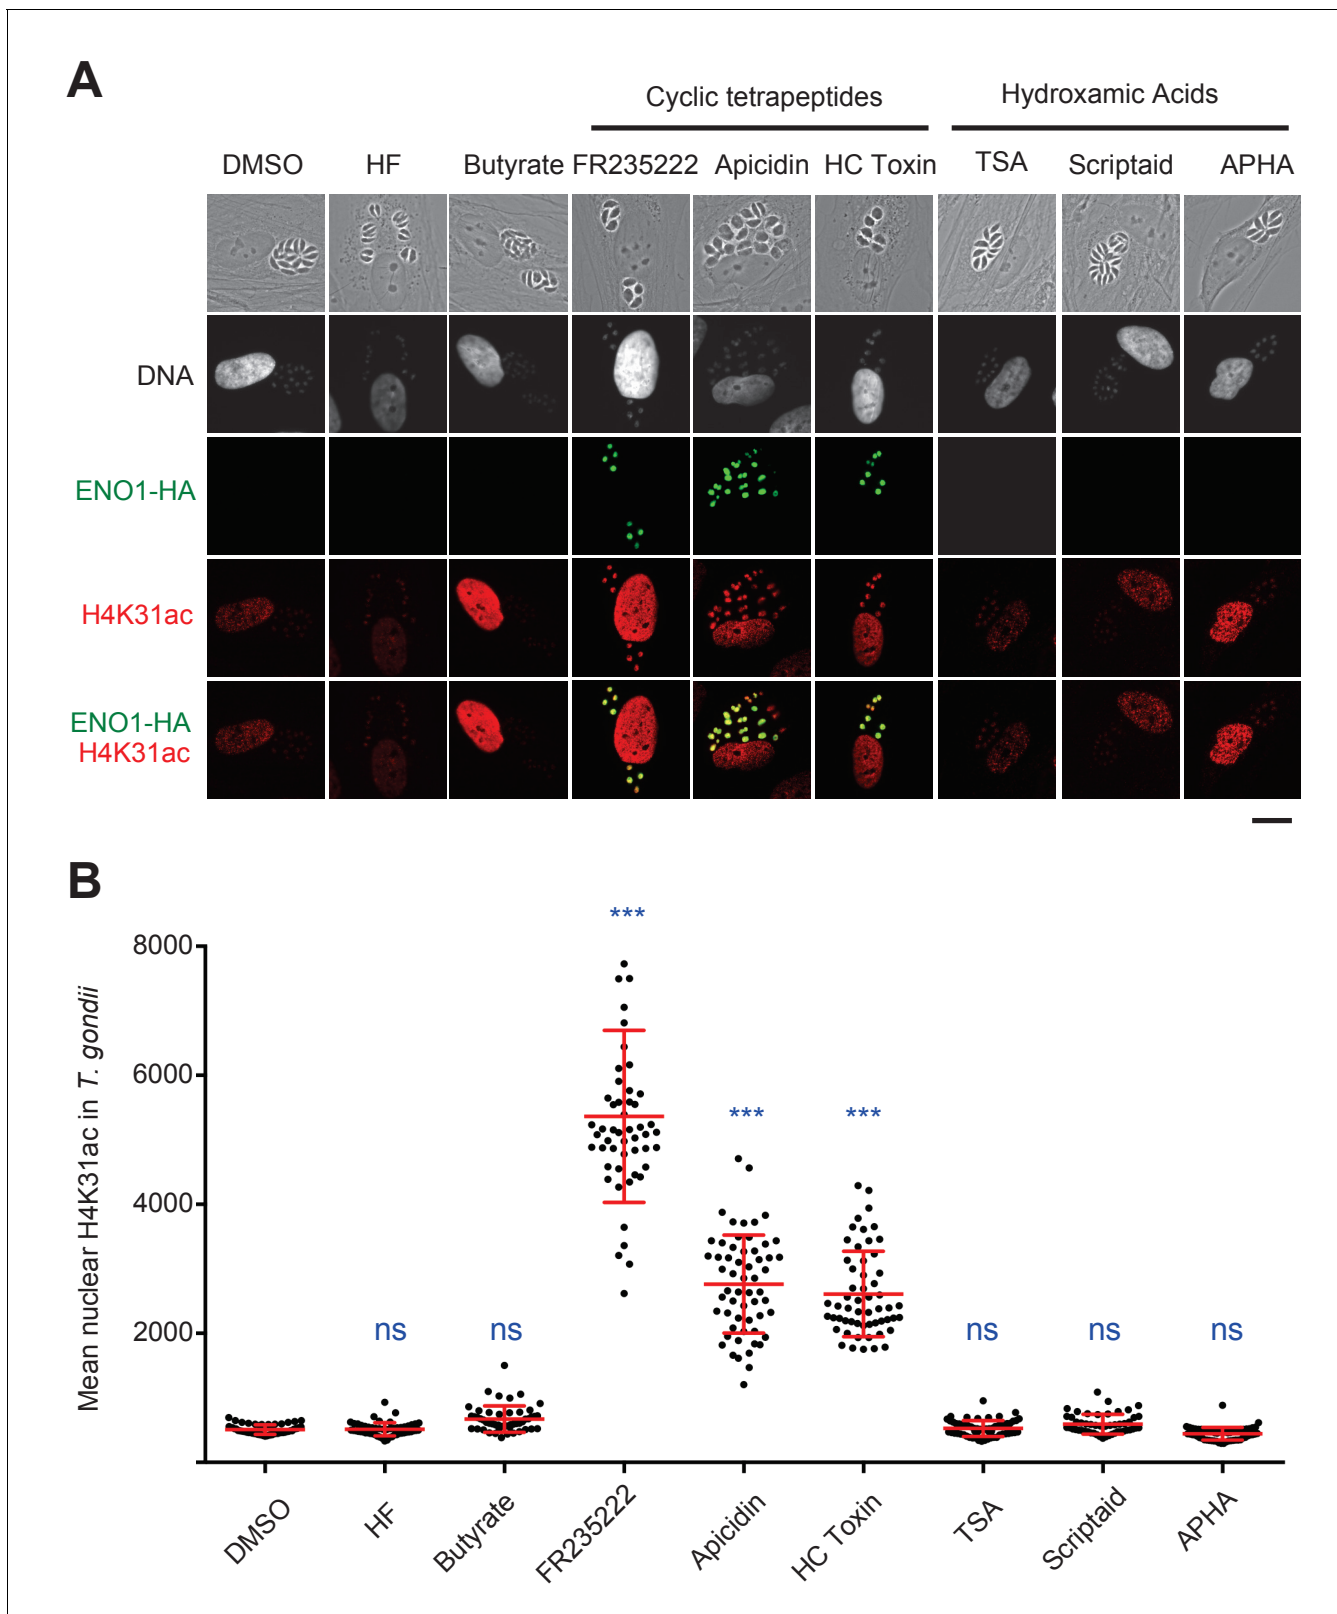 A
Cyclic tetrapeptides
Hydroxamic Acids
DMSO HF Butyrate FR235222 Apicidin HC Toxin TSA Scriptaid APHA
DNA
ENO1-HA
H4K31ac
ENO1-HA
H4K31ac
B
Mean nuclear H4K31ac in T. gondii
8000
6000
4000
2000
ns
ns
***
***
***
ns
ns
ns
DMSO
HF
Butyrate
FR235222
Apicidin
HC Toxin
TSA
Scriptaid
APHA